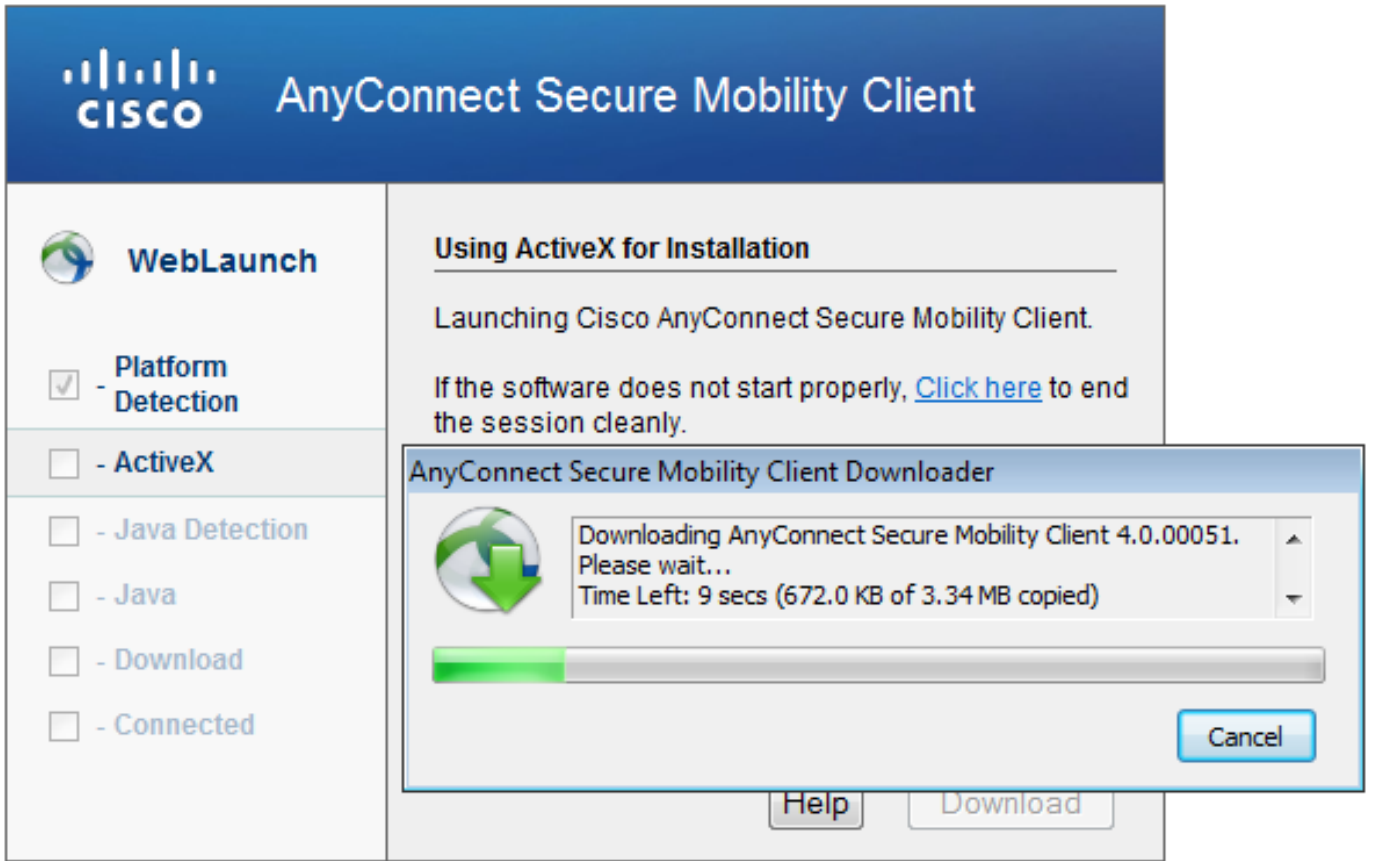 CISCO
AnyConnect Secure Mobility Client
WebLaunch
- Platform
Detection
- ActiveX
- Java Detection
- Java
- Download
- Connected
Using ActiveX for Installation
Launching Cisco AnyConnect Secure Mobility Client.
If the software does not start properly, Click here to end
the session cleanly.
AnyConnect Secure Mobility Client Downloader
Downloading AnyConnect Secure Mobility Client 4.0.00051.
Please wait...
Time Left: 9 secs (672.0 KB of 3.34 MB copied)
Cancel
Help
Download